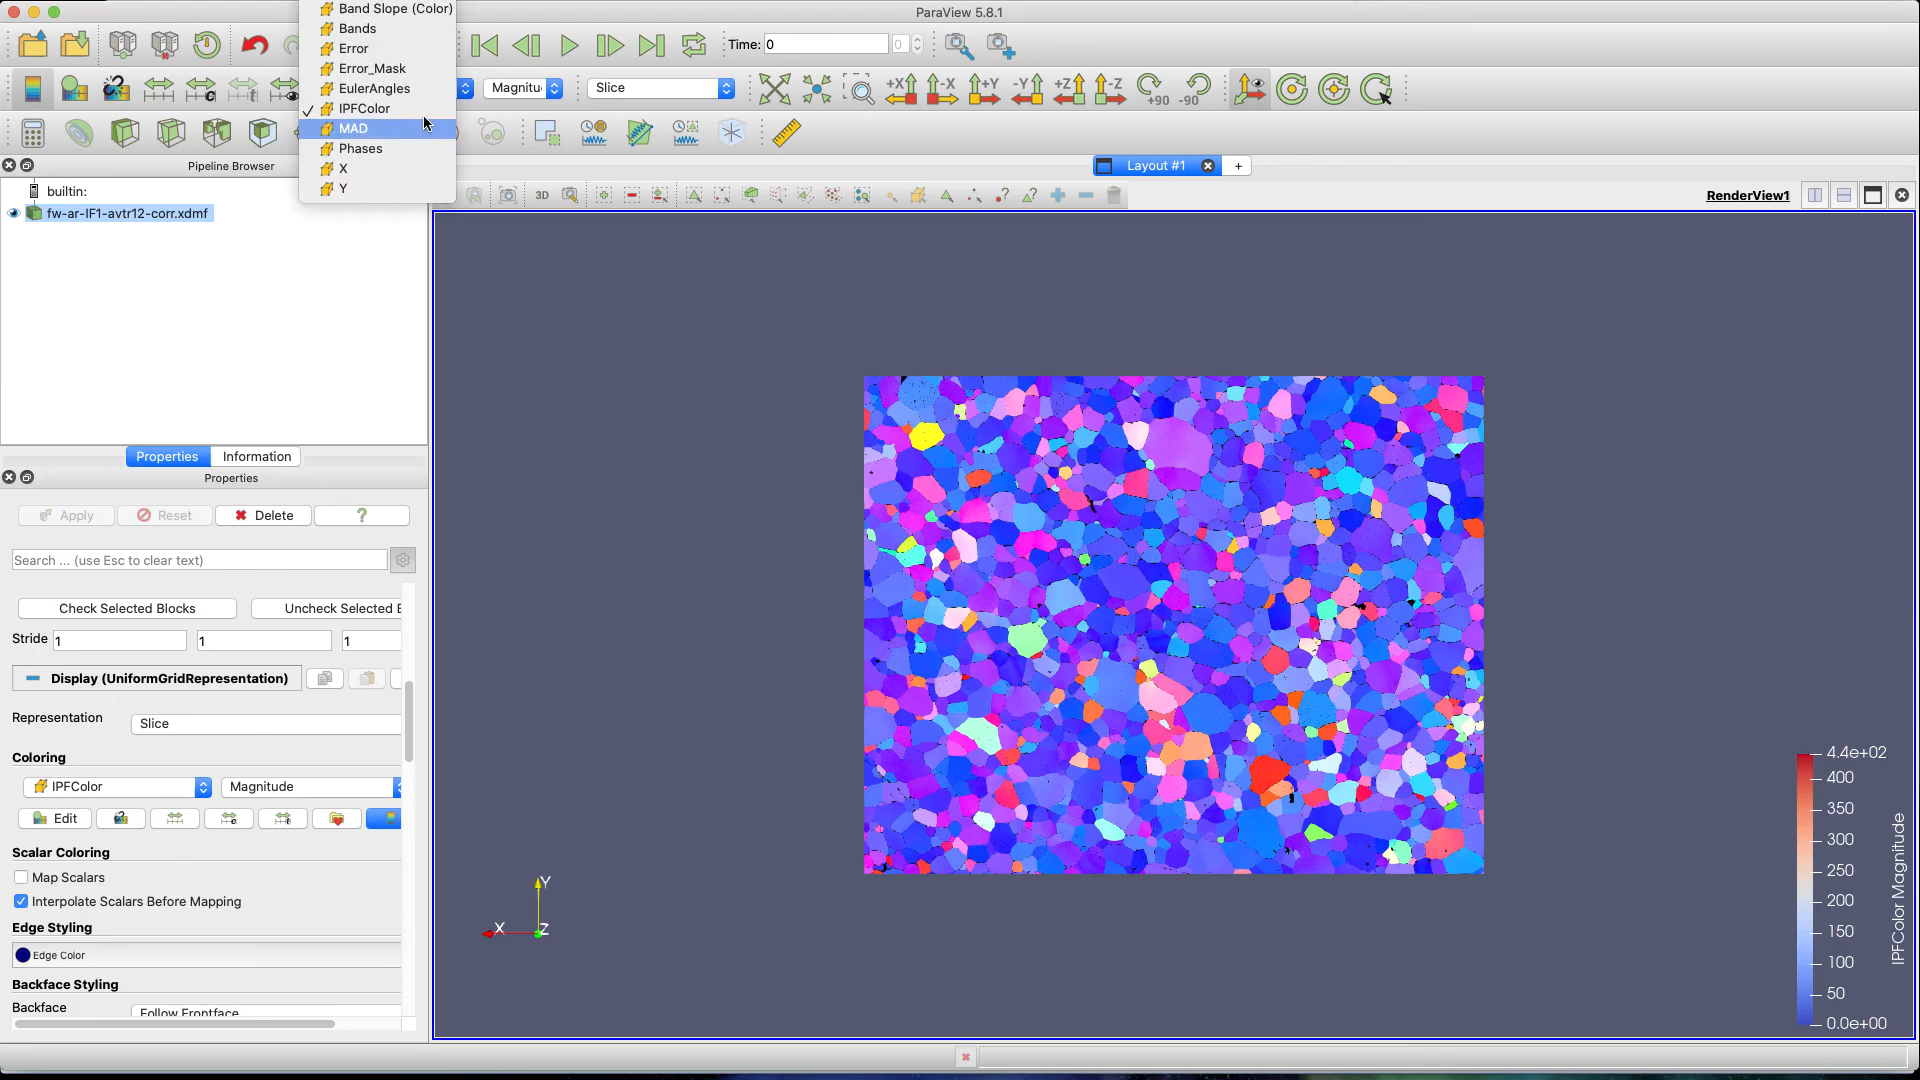 ParaView 5.8.1
Band Slope (Color)
Bands
Error
Error_Mask
EulerAngles
✓ IPFColor
MAD
Phases
X
Y
Time: 0
0
Magnitu
Slice
+X
-X
+Y
-Y
+Z
-Z
+90
-90
Pipeline Browser
Layout #1
+
builtin:
fw-ar-IF1-avtr12-corr.xdmf
3D
RenderView1
Properties
Information
Properties
Apply
Reset
Delete
?
Search ... (use Esc to clear text)
Check Selected Blocks
Uncheck Selected E
Stride 1
1
1
Display (UniformGridRepresentation)
Representation
Slice
Coloring
IPFColor
Magnitude
Edit
Scalar Coloring
Map Scalars
Interpolate Scalars Before Mapping
Edge Styling
Edge Color
Backface Styling
Backface
Follow Frontface
Y
X
Z
4.4e+02
400
350
300
250
200
150
100
50
0.0e+00
IPFColor Magnitude